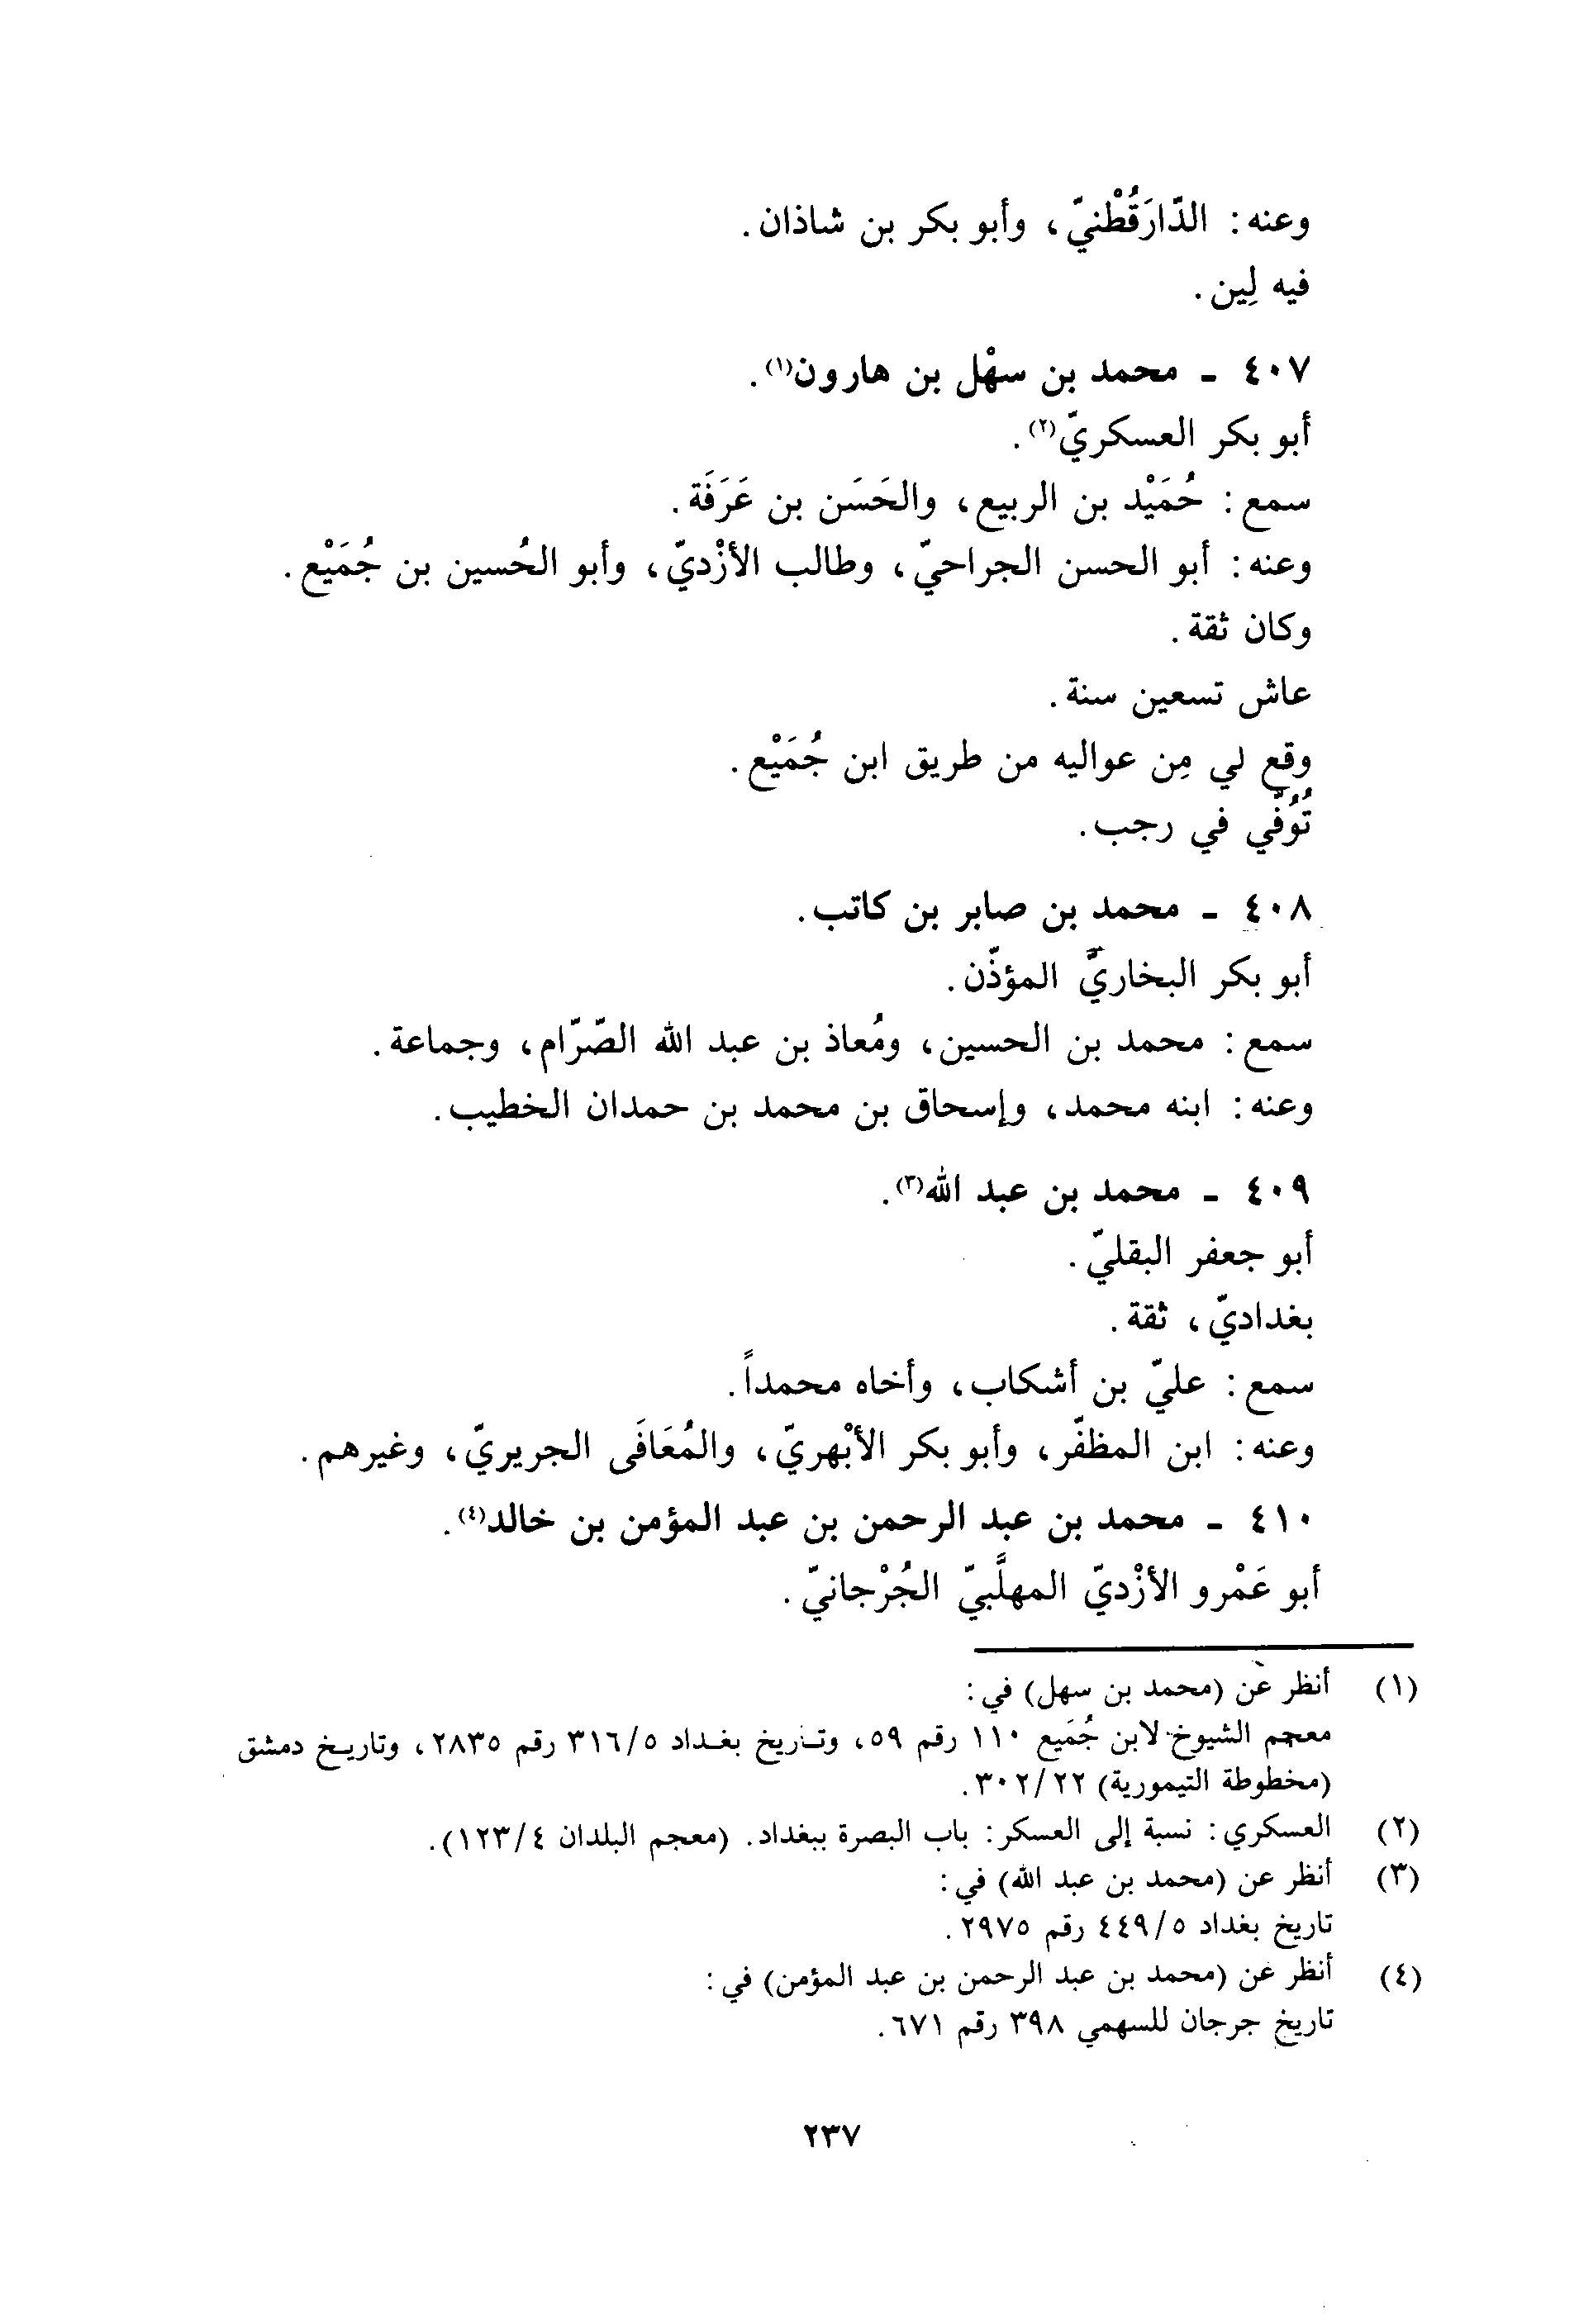 وعنه: الدّارَقُطْنيّ، وأبو بكر بن شاذان.
فيه لِين.
٤٠٧ - محمد بن سهْل بن هارون(١).
أبو بكر العسكريّ(٢).
سمع: حُمَيْد بن الربيع، والحَسَن بن عَرَفَة.
وعنه: أبو الحسن الجراحيّ، وطالب الأزْديّ، وأبو الحُسين بن جُمَيْع.
وكان ثقة.
عاش تسعين سنة.
وقع لي مِن عواليه من طريق ابن جُمَيْع.
تُوُفّي في رجب.
٤٠٨ - محمد بن صابر بن كاتب.
أبو بكر البخاريّ المؤذّن.
سمع: محمد بن الحسين، ومُعاذ بن عبد الله الصّرّام، وجماعة.
وعنه: ابنه محمد، وإسحاق بن محمد بن حمدان الخطيب.
٤٠٩ - محمد بن عبد الله(٣).
أبو جعفر البقليّ.
بغداديّ، ثقة.
سمع: عليّ بن أشكاب، وأخاه محمداً.
وعنه: ابن المظفّر، وأبو بكر الأبْهريّ، والمُعَافَى الجريريّ، وغيرهم.
٤١٠ - محمد بن عبد الرحمن بن عبد المؤمن بن خالد(٤).
أبو عَمْرو الأزْديّ المهلَّبيّ الجُرْجانيّ.
(١) أنظر عن (محمد بن سهل) في:
معجم الشيوخ لابن جُمَيع ١١٠ رقم ٥٩، وتاريخ بغداد ٣١٦/٥ رقم ٢٨٣٥، وتاريخ دمشق
(مخطوطة التيمورية) ٣٠٢/٢٢.
(٢) العسكري: نسبة إلى العسكر: باب البصرة ببغداد. (معجم البلدان ١٢٣/٤).
(٣) أنظر عن (محمد بن عبد الله) في:
تاريخ بغداد ٤٤٩/٥ رقم ٢٩٧٥.
(٤) أنظر عن (محمد بن عبد الرحمن بن عبد المؤمن) في:
تاريخ جرجان للسهمي ٣٩٨ رقم ٦٧١.
٢٣٧